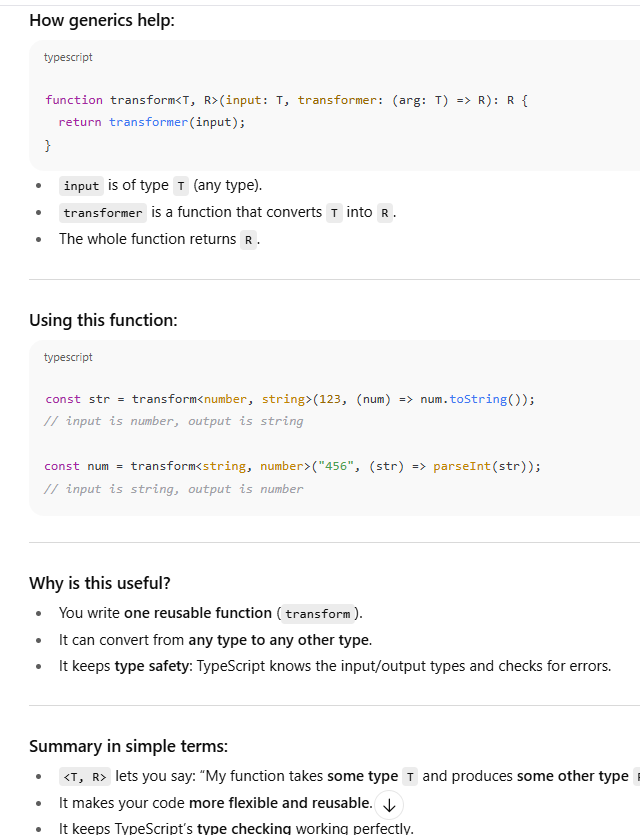 How generics help:
typescript
function transform<T, R>(input: T, transformer: (arg: T) => R): R {
  return transformer(input);
}
• input is of type T (any type).
• transformer is a function that converts T into R.
• The whole function returns R.
Using this function:
typescript
const str = transform<number, string>(123, (num) => num.toString());
// input is number, output is string
const num = transform<string, number>("456", (str) => parseInt(str));
// input is string, output is number
Why is this useful?
• You write one reusable function (transform).
• It can convert from any type to any other type.
• It keeps type safety: TypeScript knows the input/output types and checks for errors.
Summary in simple terms:
• <T, R> lets you say: “My function takes some type T and produces some other type
• It makes your code more flexible and reusable.
• It keeps TypeScript’s type checking working perfectly.